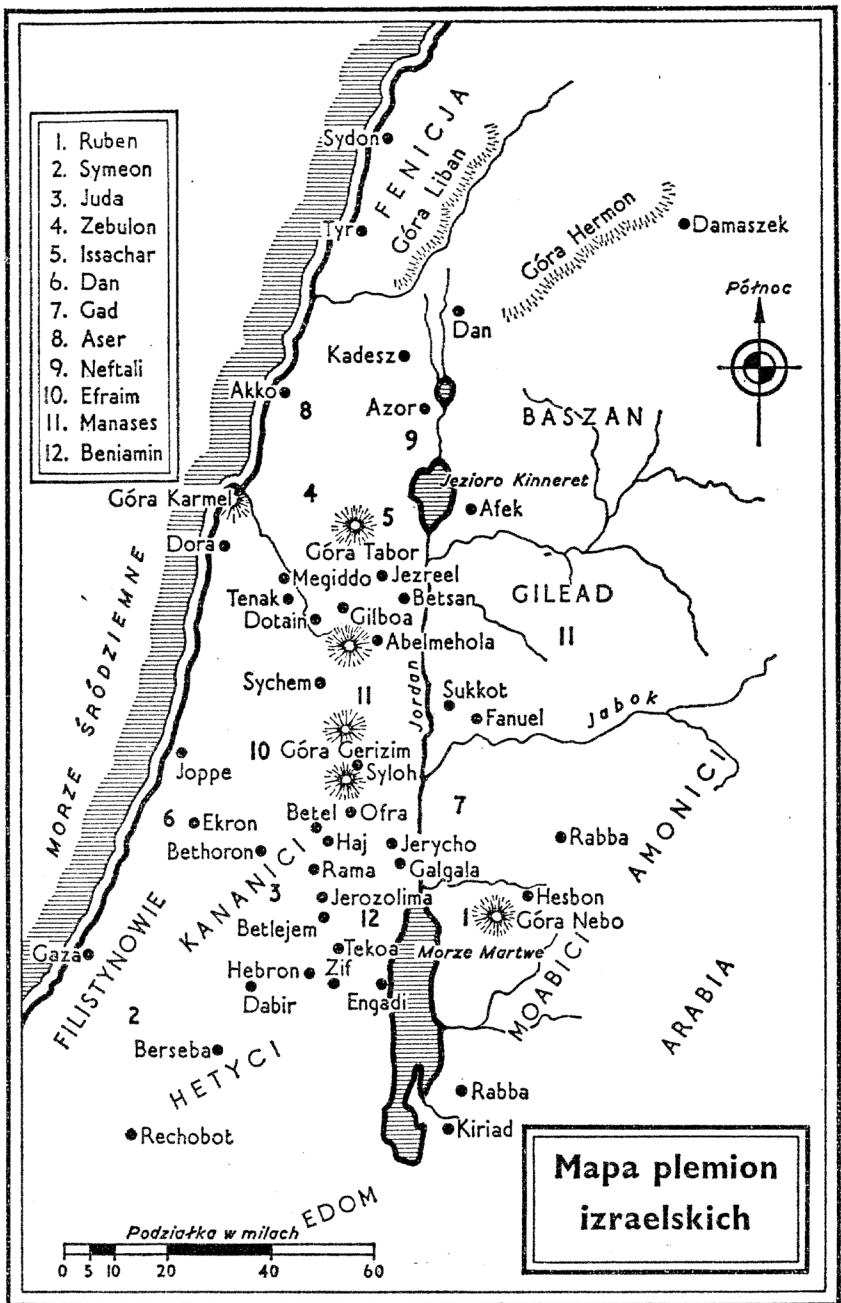 1. Ruben
2. Symeon
3. Juda
4. Zebulon
5. Issachar
6. Dan
7. Gad
8. Aser
9. Neftali
10. Efraim
11. Manases
12. Beniamin
Sydon
FENICJA
Góra Liban
Tyr
Góra Hermon
Damaszek
Północ
Dan
Kadesz
Akko
8
Azor
BASZAN
9
Jezioro Kinneret
Góra Karmel
4
5
Afek
Dora
Góra Tabor
Megiddo
Jezreel
Tenak
Betsan
GILEAD
Dotain
Gilboa
11
Abelmehola
MORZE ŚRÓDZIEMNE
Sychem
11
Jordan
Sukkot
Fanuel
Jabok
10
Góra Gerizim
Joppe
Syloh
7
AMONICI
Betel
Ofra
6
Ekron
Haj
Jerycho
Rabba
Bethoron
KANANICI
Rama
Galgala
3
Jerozolima
Hesbon
Betlejem
12
1
Góra Nebo
Tekoa
Morze Martwe
Gaza
FILISTYNOWIE
Hebron
Zif
MOABICI
ARABIA
Dabir
Engadi
2
Berseba
HETYCI
Rabba
Rechobot
Kiriad
Mapa plemion
izraelskich
EDOM
Podziałka w milach
0 5 10 20 40 60